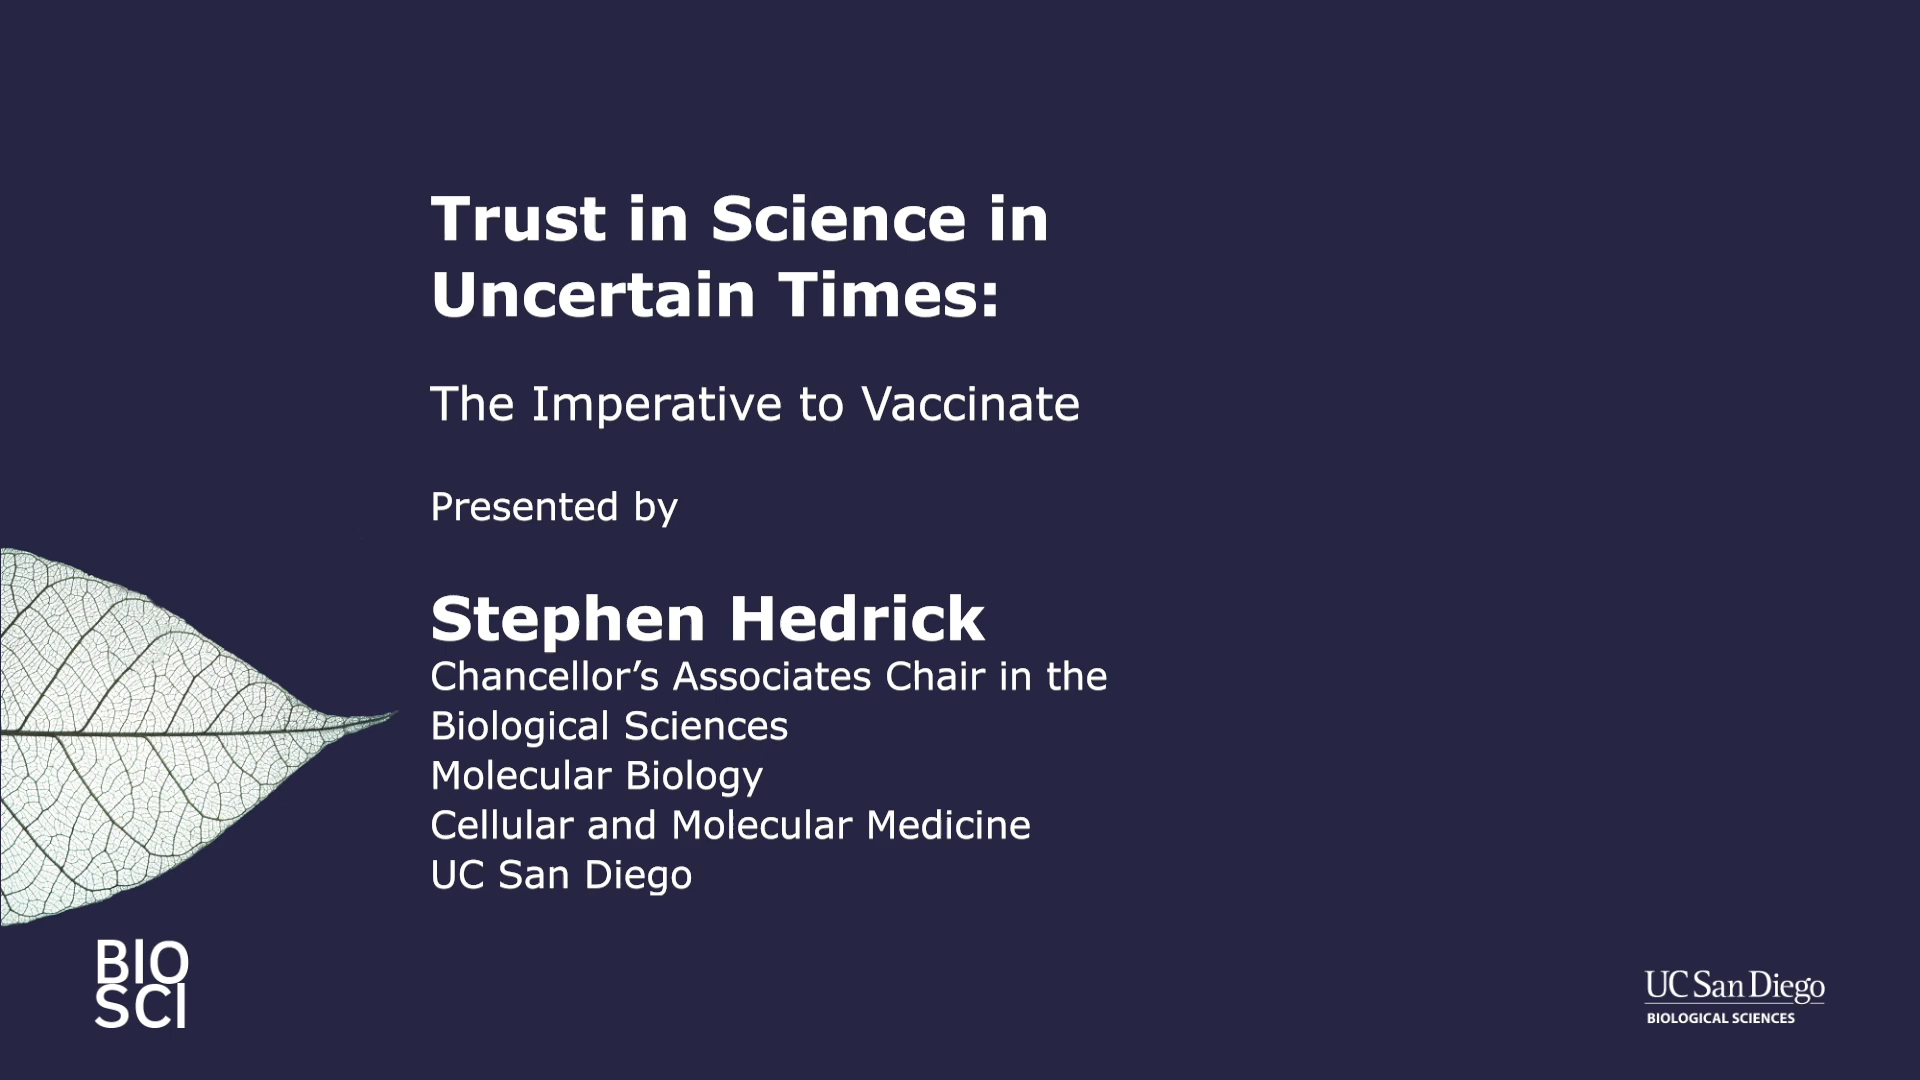 Trust in Science in
Uncertain Times:
The Imperative to Vaccinate
Presented by
Stephen Hedrick
Chancellor’s Associates Chair in the
Biological Sciences
Molecular Biology
Cellular and Molecular Medicine
UC San Diego
BIO
SCI
UC San Diego
BIOLOGICAL SCIENCES